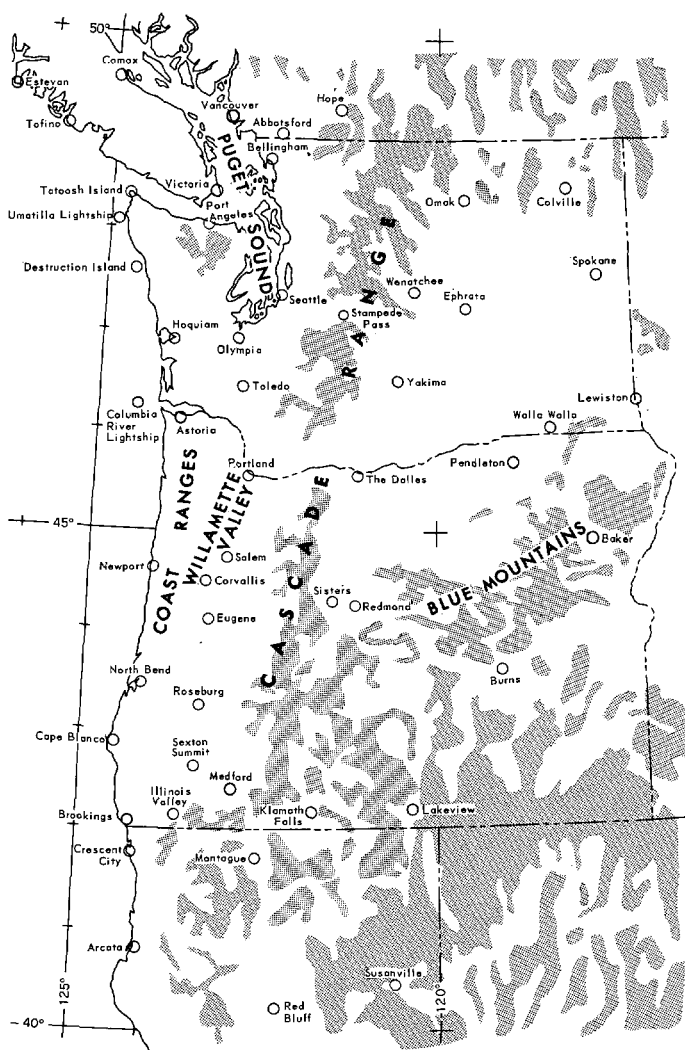 50°
Comox
Estevan
Hope
Vancouver
Tofino
Abbotsford
PUGET SOUND
Bellingham
Victoria
Tatoosh Island
Port
Angeles
Omak
Colville
Umatilla Lightship
Destruction Island
Spokane
Wenatchee
Seattle
Ephrata
Stampede
Pass
Hoquiam
Olympia
CASCADE RANGE
Toledo
Yakima
Lewiston
Columbia
River
Lightship
Astoria
Walla Walla
Portland
The Dalles
Pendleton
COAST RANGES
WILLAMETTE
VALLEY
45°
Baker
Salem
Newport
Corvallis
Sisters
Redmond
BLUE MOUNTAINS
Eugene
North Bend
Burns
Roseburg
Cape Blanco
Sexton
Summit
Medford
Illinois
Valley
Brookings
Klamath
Falls
Lakeview
Crescent
City
Montague
Arcata
Susanville
125°
120°
Red
Bluff
40°